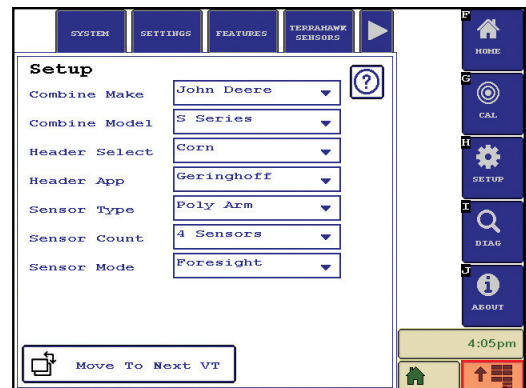 SYSTEM
SETTINGS
FEATURES
TERRAHAWK
SENSORS
Setup
?
Combine Make
John Deere
Combine Model
S Series
Header Select
Corn
Header App
Geringhoff
Sensor Type
Poly Arm
Sensor Count
4 Sensors
Sensor Mode
Foresight
Move To Next VT
F
HOME
G
CAL
H
SETUP
I
DIAG
J
ABOUT
4:05pm